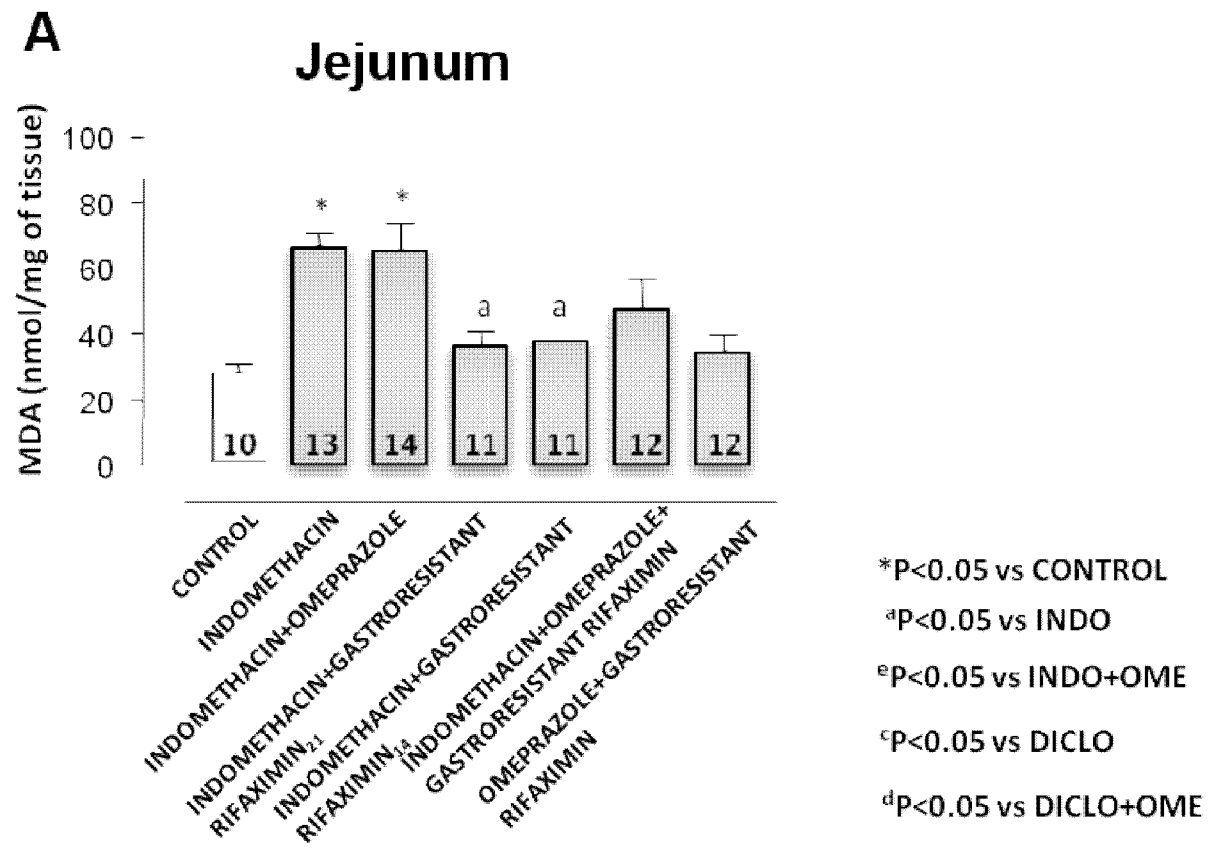 A
Jejunum
MDA (nmol/mg of tissue)
100
80
60
40
20
0
*
*
a
a
10
13
14
11
11
12
12
CONTROL
INDOMETHACIN
INDOMETHACIN+OMEPRAZOLE
INDOMETHACIN+GASTRORESISTANT
RIFAXIMIN₂₁
INDOMETHACIN+GASTRORESISTANT
RIFAXIMIN₁₄
INDOMETHACIN+OMEPRAZOLE+
GASTRORESISTANT RIFAXIMIN
OMEPRAZOLE+GASTRORESISTANT
RIFAXIMIN
*P<0.05 vs CONTROL
ᵃP<0.05 vs INDO
ᵉP<0.05 vs INDO+OME
ᶜP<0.05 vs DICLO
ᵈP<0.05 vs DICLO+OME